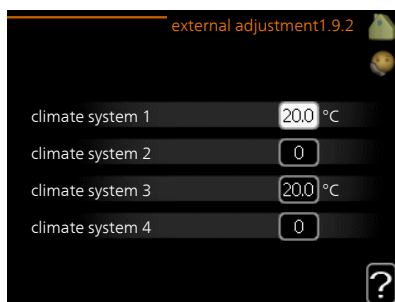 external adjustment1.9.2
climate system 1 20.0 °C
climate system 2 0
climate system 3 20.0 °C
climate system 4 0
?